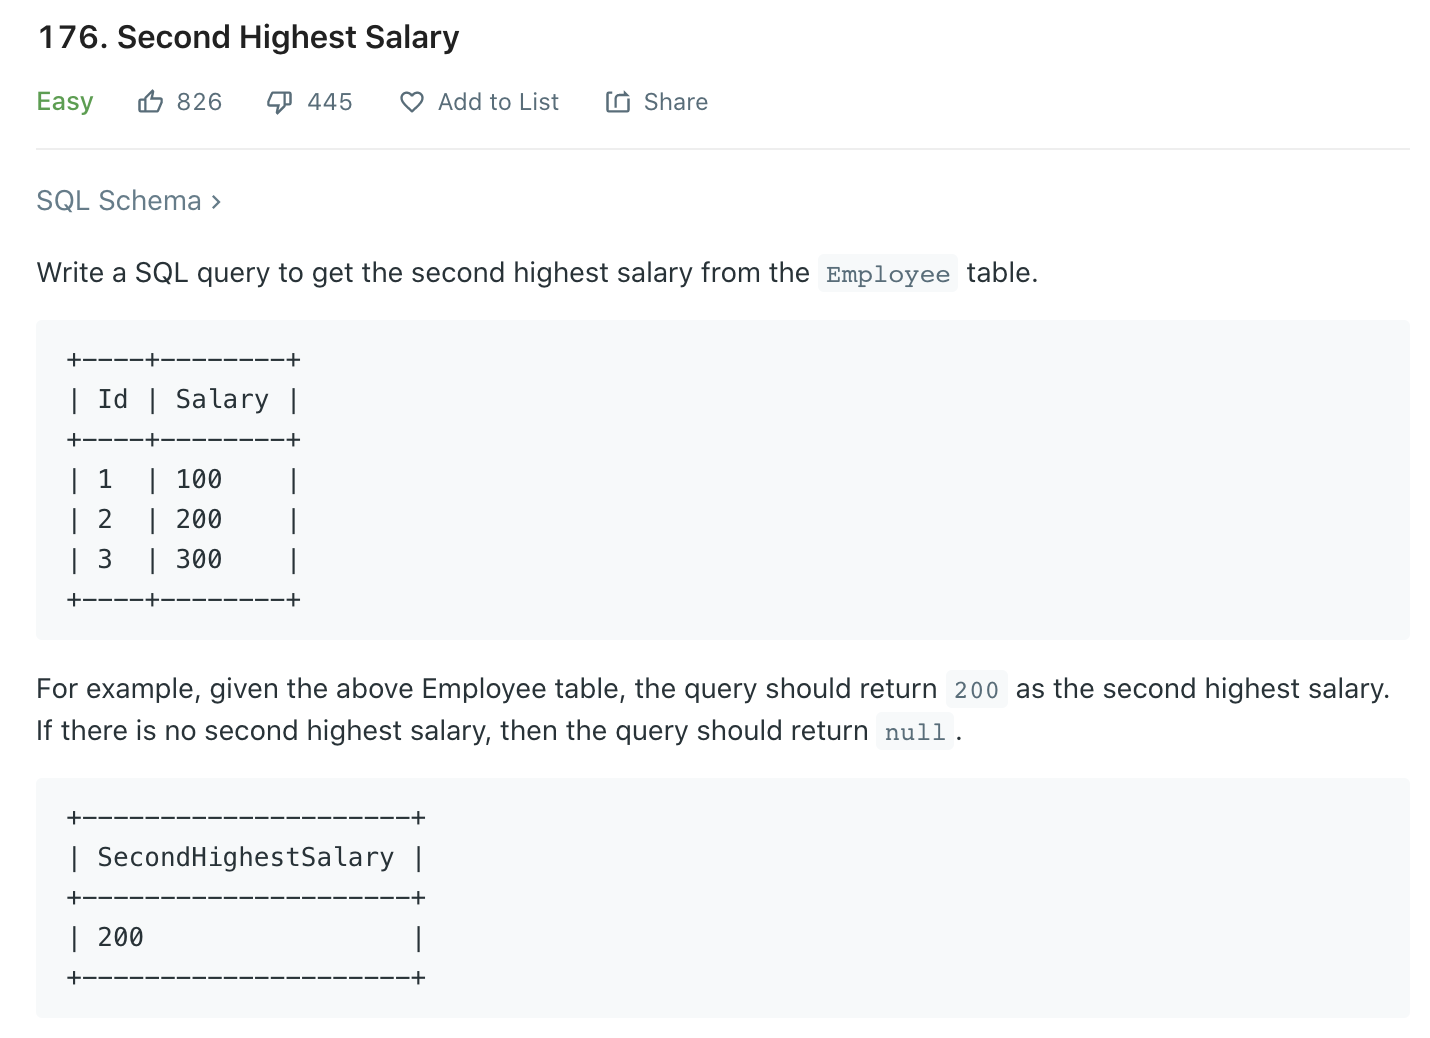 176. Second Highest Salary
Easy 826 445 Add to List Share
SQL Schema ›
Write a SQL query to get the second highest salary from the Employee table.
+----+--------+
| Id | Salary |
+----+--------+
| 1  | 100    |
| 2  | 200    |
| 3  | 300    |
+----+--------+
For example, given the above Employee table, the query should return 200 as the second highest salary.
If there is no second highest salary, then the query should return null.
+---------------------+
| SecondHighestSalary |
+---------------------+
| 200                 |
+---------------------+